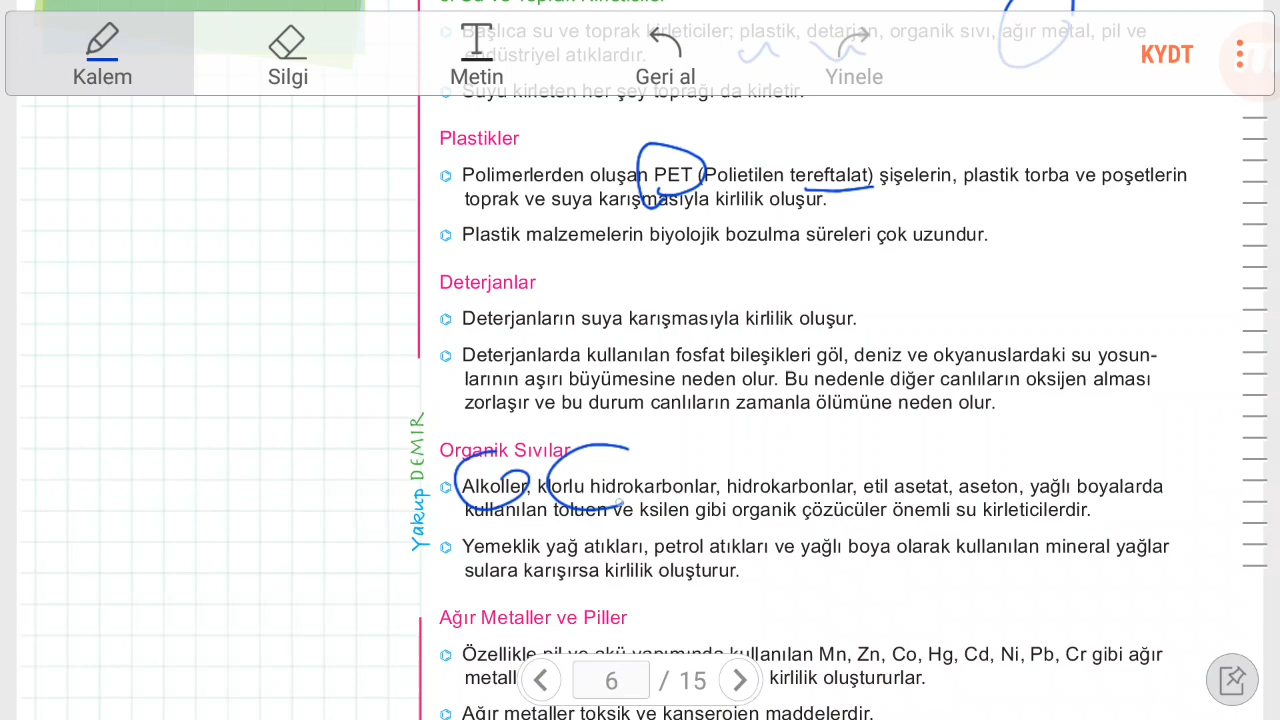 Su ve Toprak Kirleticiler
Başlıca su ve toprak kirleticiler; plastik, deterjan, organik sıvı, ağır metal, pil ve
endüstriyel atıklardır.
Kalem
Silgi
Metin
Geri al
Yinele
KYDT
Suyu kirleten her şey toprağı da kirletir.
Plastikler
Polimerlerden oluşan PET (Polietilen tereftalat) şişelerin, plastik torba ve poşetlerin
toprak ve suya karışmasıyla kirlilik oluşur.
Plastik malzemelerin biyolojik bozulma süreleri çok uzundur.
Deterjanlar
Deterjanların suya karışmasıyla kirlilik oluşur.
Deterjanlarda kullanılan fosfat bileşikleri göl, deniz ve okyanuslardaki su yosun-
larının aşırı büyümesine neden olur. Bu nedenle diğer canlıların oksijen alması
zorlaşır ve bu durum canlıların zamanla ölümüne neden olur.
Yakup DEMIR
Organik Sıvılar
Alkoller, klorlu hidrokarbonlar, hidrokarbonlar, etil asetat, aseton, yağlı boyalarda
kullanılan toluen ve ksilen gibi organik çözücüler önemli su kirleticilerdir.
Yemeklik yağ atıkları, petrol atıkları ve yağlı boya olarak kullanılan mineral yağlar
sulara karışırsa kirlilik oluşturur.
Ağır Metaller ve Piller
Özellikle pil ve akü yapımında kullanılan Mn, Zn, Co, Hg, Cd, Ni, Pb, Cr gibi ağır
metall kirlilik oluştururlar.
6 / 15
Ağır metaller toksik ve kanserojen maddelerdir.